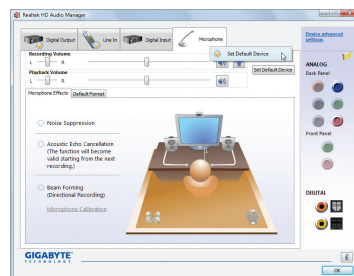 Realtek HD Audio Manager
Digital Output
Line In
Digital Input
Microphone
Device advanced settings
Set Default Device
Recording Volume
L
R
Set Default Device
Playback Volume
L
R
Microphone Effects
Default Format
Noise Suppression
Acoustic Echo Cancellation
(The function will become
valid starting from the next
recording.)
Beam Forming
(Directional Recording)
Microphone Calibration
ANALOG
Back Panel
Front Panel
DIGITAL
GIGABYTE
TECHNOLOGY
i
OK